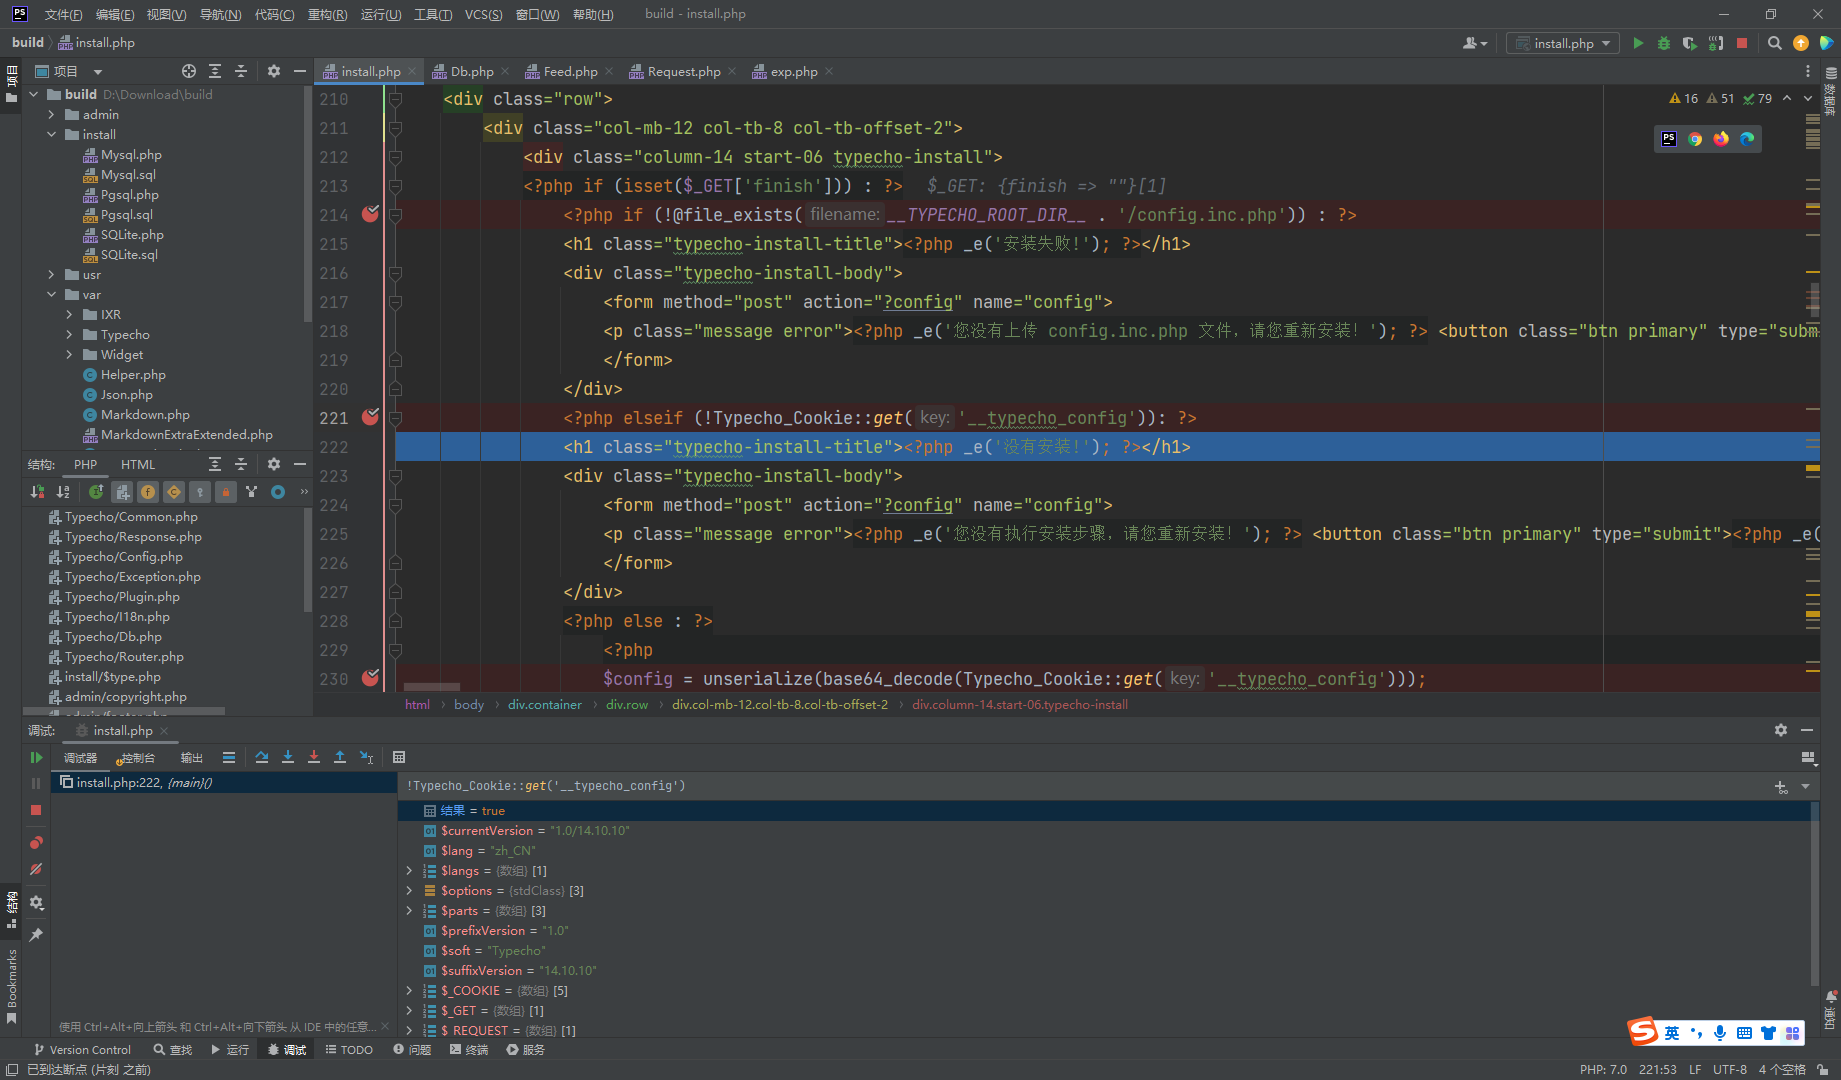 PS 文件(F) 编辑(E) 视图(V) 导航(N) 代码(C) 重构(R) 运行(U) 工具(T) VCS(S) 窗口(W) 帮助(H) build - install.php
build install.php install.php
项目
项目
install.php Db.php Feed.php Request.php exp.php
数据库
build D:\Download\build
admin
install
Mysql.php
Mysql.sql
Pgsql.php
Pgsql.sql
SQLite.php
SQLite.sql
usr
var
IXR
Typecho
Widget
Helper.php
Json.php
Markdown.php
MarkdownExtraExtended.php
16 51 79
210 <div class="row">
211 <div class="col-mb-12 col-tb-8 col-tb-offset-2">
212 <div class="column-14 start-06 typecho-install">
213 <?php if (isset($_GET['finish'])) : ?> $_GET: {finish => ""}[1]
214 <?php if (!@file_exists( filename: __TYPECHO_ROOT_DIR__ . '/config.inc.php')) : ?>
215 <h1 class="typecho-install-title"><?php _e('安装失败!'); ?></h1>
216 <div class="typecho-install-body">
217 <form method="post" action="?config" name="config">
218 <p class="message error"><?php _e('您没有上传 config.inc.php 文件，请您重新安装！'); ?> <button class="btn primary" type="subm
219 </form>
220 </div>
221 <?php elseif (!Typecho_Cookie::get( key: '__typecho_config')): ?>
222 <h1 class="typecho-install-title"><?php _e('没有安装!'); ?></h1>
223 <div class="typecho-install-body">
224 <form method="post" action="?config" name="config">
225 <p class="message error"><?php _e('您没有执行安装步骤，请您重新安装！'); ?> <button class="btn primary" type="submit"><?php _e(
226 </form>
227 </div>
228 <?php else : ?>
229 <?php
230 $config = unserialize(base64_decode(Typecho_Cookie::get( key: '__typecho_config')));
html body div.container div.row div.col-mb-12.col-tb-8.col-tb-offset-2 div.column-14.start-06.typecho-install
结构: PHP HTML
Typecho/Common.php
Typecho/Response.php
Typecho/Config.php
Typecho/Exception.php
Typecho/Plugin.php
Typecho/I18n.php
Typecho/Db.php
Typecho/Router.php
install/$type.php
admin/copyright.php
调试: install.php
调试器 控制台 输出
install.php:222, {main}()
!Typecho_Cookie::get('__typecho_config')
结果 = true
$currentVersion = "1.0/14.10.10"
$lang = "zh_CN"
$langs = {数组} [1]
$options = {stdClass} [3]
$parts = {数组} [3]
$prefixVersion = "1.0"
$soft = "Typecho"
$suffixVersion = "14.10.10"
$_COOKIE = {数组} [5]
$_GET = {数组} [1]
$_REQUEST = {数组} [1]
结构
Bookmarks
通知
使用 Ctrl+Alt+向上箭头 和 Ctrl+Alt+向下箭头 从 IDE 中的任意...
英
Version Control 查找 运行 调试 TODO 问题 终端 服务
已到达断点 (片刻 之前) PHP: 7.0 221:53 LF UTF-8 4 个空格